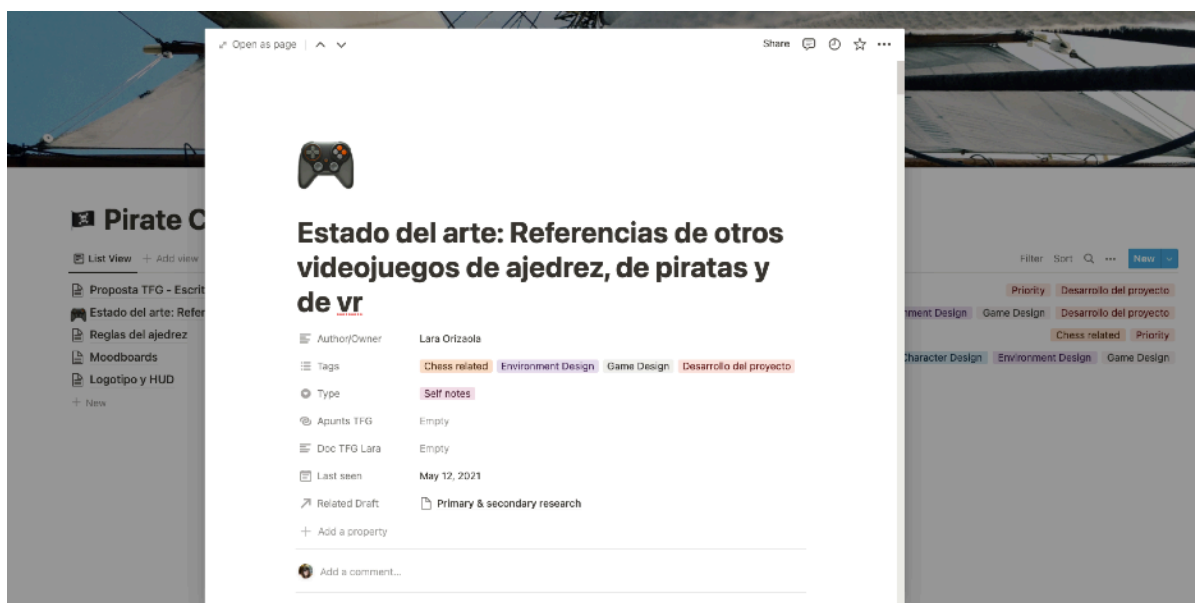 Open as page
Share
Pirate C
List View + Add view
Filter Sort New
Proposta TFG - Escrit
Estado del arte: Refer
Reglas del ajedrez
Moodboards
Logotipo y HUD
+ New
Estado del arte: Referencias de otros
videojuegos de ajedrez, de piratas y
de vr
Author/Owner Lara Orizaola
Tags Chess related Environment Design Game Design Desarrollo del proyecto
Type Self notes
Apunts TFG Empty
Doc TFG Lara Empty
Last seen May 12, 2021
Related Draft Primary & secondary research
+ Add a property
Add a comment...
Priority Desarrollo del proyecto
nment Design Game Design Desarrollo del proyecto
Chess related Priority
Character Design Environment Design Game Design